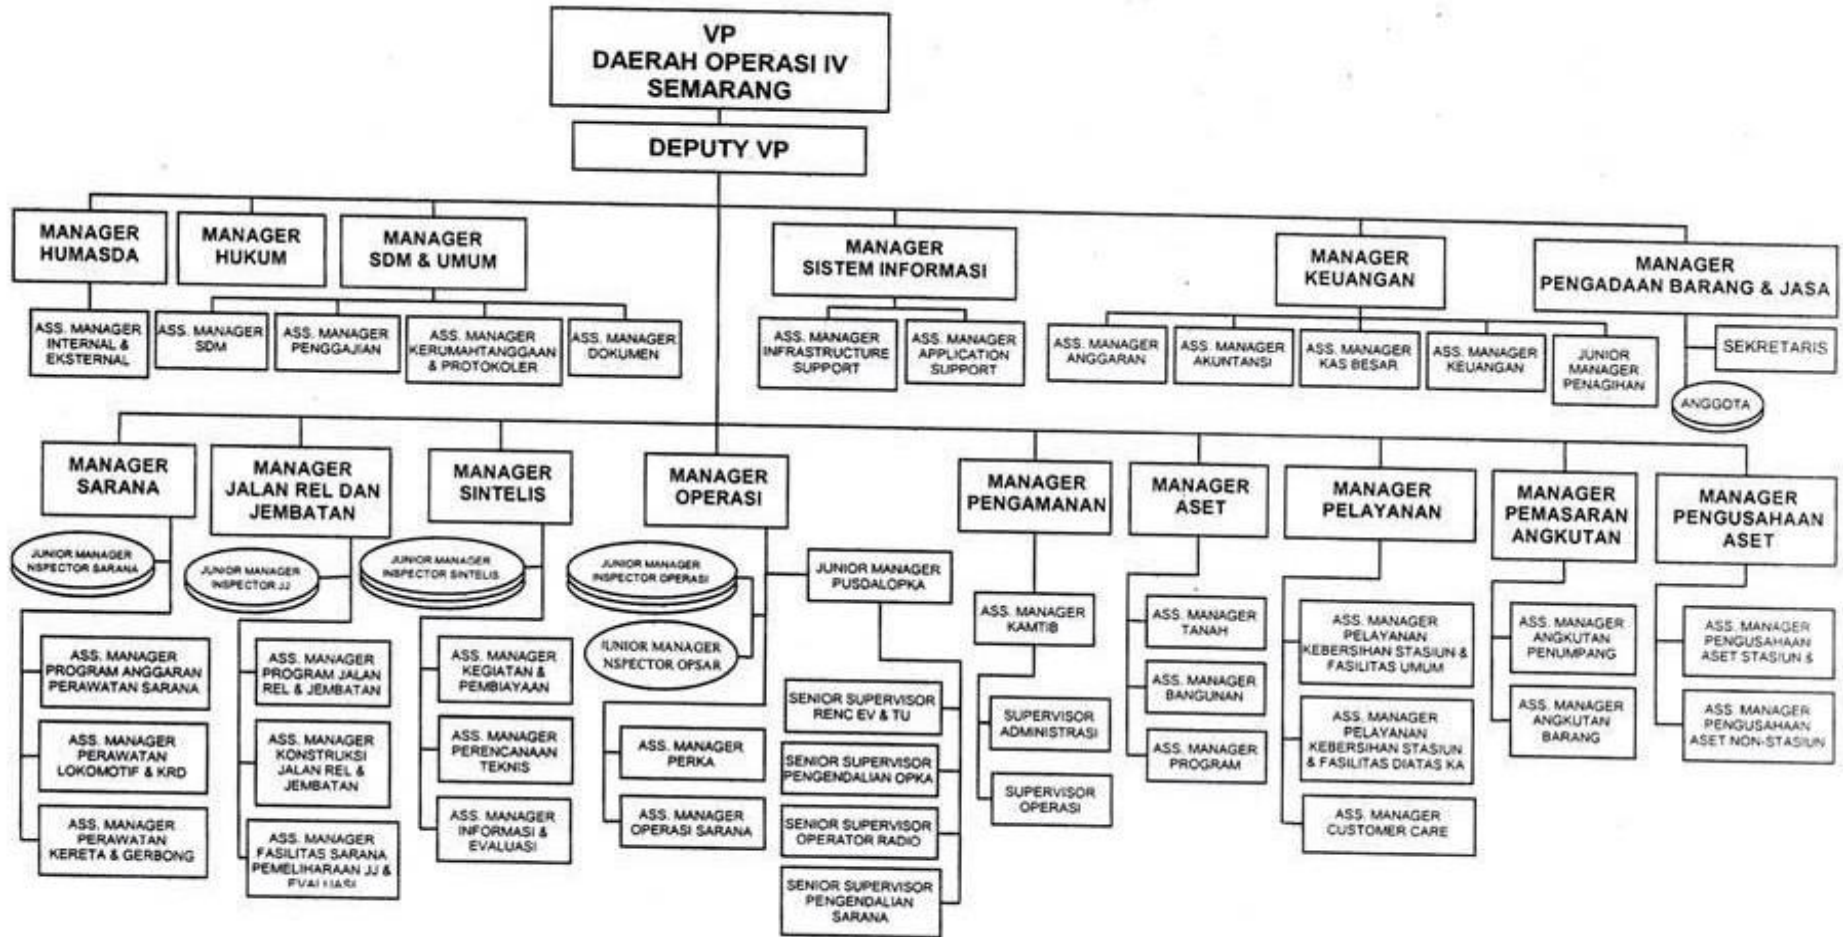 VP
DAERAH OPERASI IV
SEMARANG
DEPUTY VP
MANAGER
HUMASDA
MANAGER
HUKUM
MANAGER
SDM & UMUM
MANAGER
SISTEM INFORMASI
MANAGER
KEUANGAN
MANAGER
PENGADAAN BARANG & JASA
ASS. MANAGER
INTERNAL &
EKSTERNAL
ASS. MANAGER
SDM
ASS. MANAGER
PENGGAJIAN
ASS. MANAGER
KERUMAHTANGGAAN
& PROTOKOLER
ASS. MANAGER
DOKUMEN
ASS. MANAGER
INFRASTRUCTURE
SUPPORT
ASS. MANAGER
APPLICATION
SUPPORT
ASS. MANAGER
ANGGARAN
ASS. MANAGER
AKUNTANSI
ASS. MANAGER
KAS BESAR
ASS. MANAGER
KEUANGAN
JUNIOR
MANAGER
PENAGIHAN
SEKRETARIS
ANGGOTA
MANAGER
SARANA
MANAGER
JALAN REL DAN
JEMBATAN
MANAGER
SINTELIS
MANAGER
OPERASI
MANAGER
PENGAMANAN
MANAGER
ASET
MANAGER
PELAYANAN
MANAGER
PEMASARAN
ANGKUTAN
MANAGER
PENGUSAHAAN
ASET
JUNIOR MANAGER
NSPECTOR SARANA
JUNIOR MANAGER
INSPECTOR JJ
JUNIOR MANAGER
INSPECTOR SINTELIS
JUNIOR MANAGER
INSPECTOR OPERASI
JUNIOR MANAGER
NSPECTOR OPSAR
JUNIOR MANAGER
PUSDALOPKA
ASS. MANAGER
PROGRAM ANGGARAN
PERAWATAN SARANA
ASS. MANAGER
PERAWATAN
LOKOMOTIF & KRD
ASS. MANAGER
PERAWATAN
KERETA & GERBONG
ASS. MANAGER
PROGRAM JALAN
REL & JEMBATAN
ASS. MANAGER
KONSTRUKSI
JALAN REL &
JEMBATAN
ASS. MANAGER
FASILITAS SARANA
PEMELIHARAAN JJ &
EVALUASI
ASS. MANAGER
KEGIATAN &
PEMBIAYAAN
ASS. MANAGER
PERENCANAAN
TEKNIS
ASS. MANAGER
INFORMASI &
EVALUASI
ASS. MANAGER
PERKA
ASS. MANAGER
OPERASI SARANA
SENIOR SUPERVISOR
RENC EV & TU
SENIOR SUPERVISOR
PENGENDALIAN OPKA
SENIOR SUPERVISOR
OPERATOR RADIO
SENIOR SUPERVISOR
PENGENDALIAN
SARANA
ASS. MANAGER
KAMTIB
SUPERVISOR
ADMINISTRASI
SUPERVISOR
OPERASI
ASS. MANAGER
TANAH
ASS. MANAGER
BANGUNAN
ASS. MANAGER
PROGRAM
ASS. MANAGER
PELAYANAN
KEBERSIHAN STASIUN &
FASILITAS UMUM
ASS. MANAGER
PELAYANAN
KEBERSIHAN STASIUN
& FASILITAS DIATAS KA
ASS. MANAGER
CUSTOMER CARE
ASS. MANAGER
ANGKUTAN
PENUMPANG
ASS. MANAGER
ANGKUTAN
BARANG
ASS. MANAGER
PENGUSAHAAN
ASET STASIUN &
ASS. MANAGER
PENGUSAHAAN
ASET NON-STASIUN